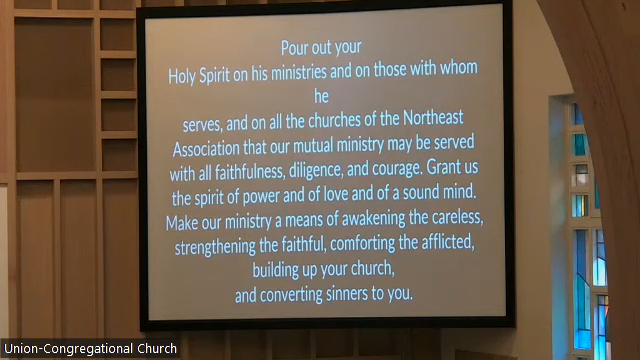 Pour out your
Holy Spirit on his ministries and on those with whom
he
serves, and on all the churches of the Northeast
Association that our mutual ministry may be served
with all faithfulness, diligence, and courage. Grant us
the spirit of power and of love and of a sound mind.
Make our ministry a means of awakening the careless,
strengthening the faithful, comforting the afflicted,
building up your church,
and converting sinners to you.
Union-Congregational Church